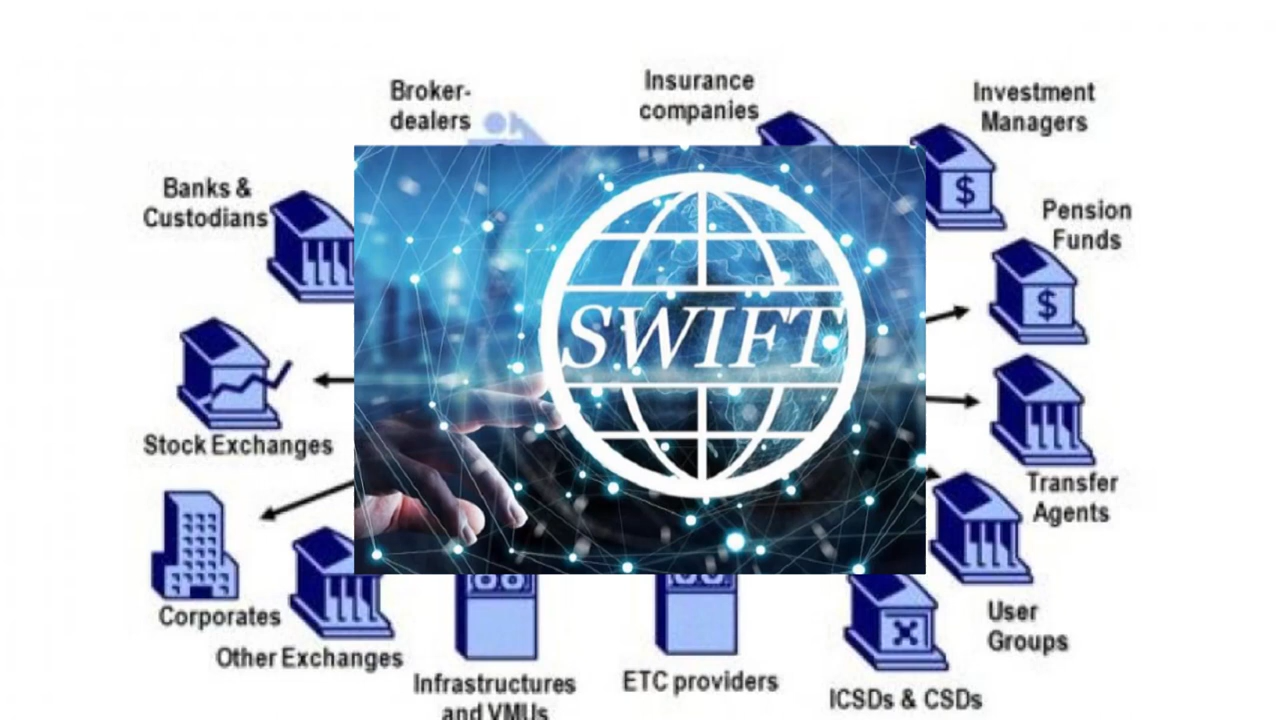 Broker-
dealers
Insurance
companies
Investment
Managers
Banks &
Custodians
Pension
Funds
SWIFT
$
$
Stock Exchanges
Transfer
Agents
Corporates
Other Exchanges
User
Groups
Infrastructures
and VMUs
ETC providers
ICSDs & CSDs